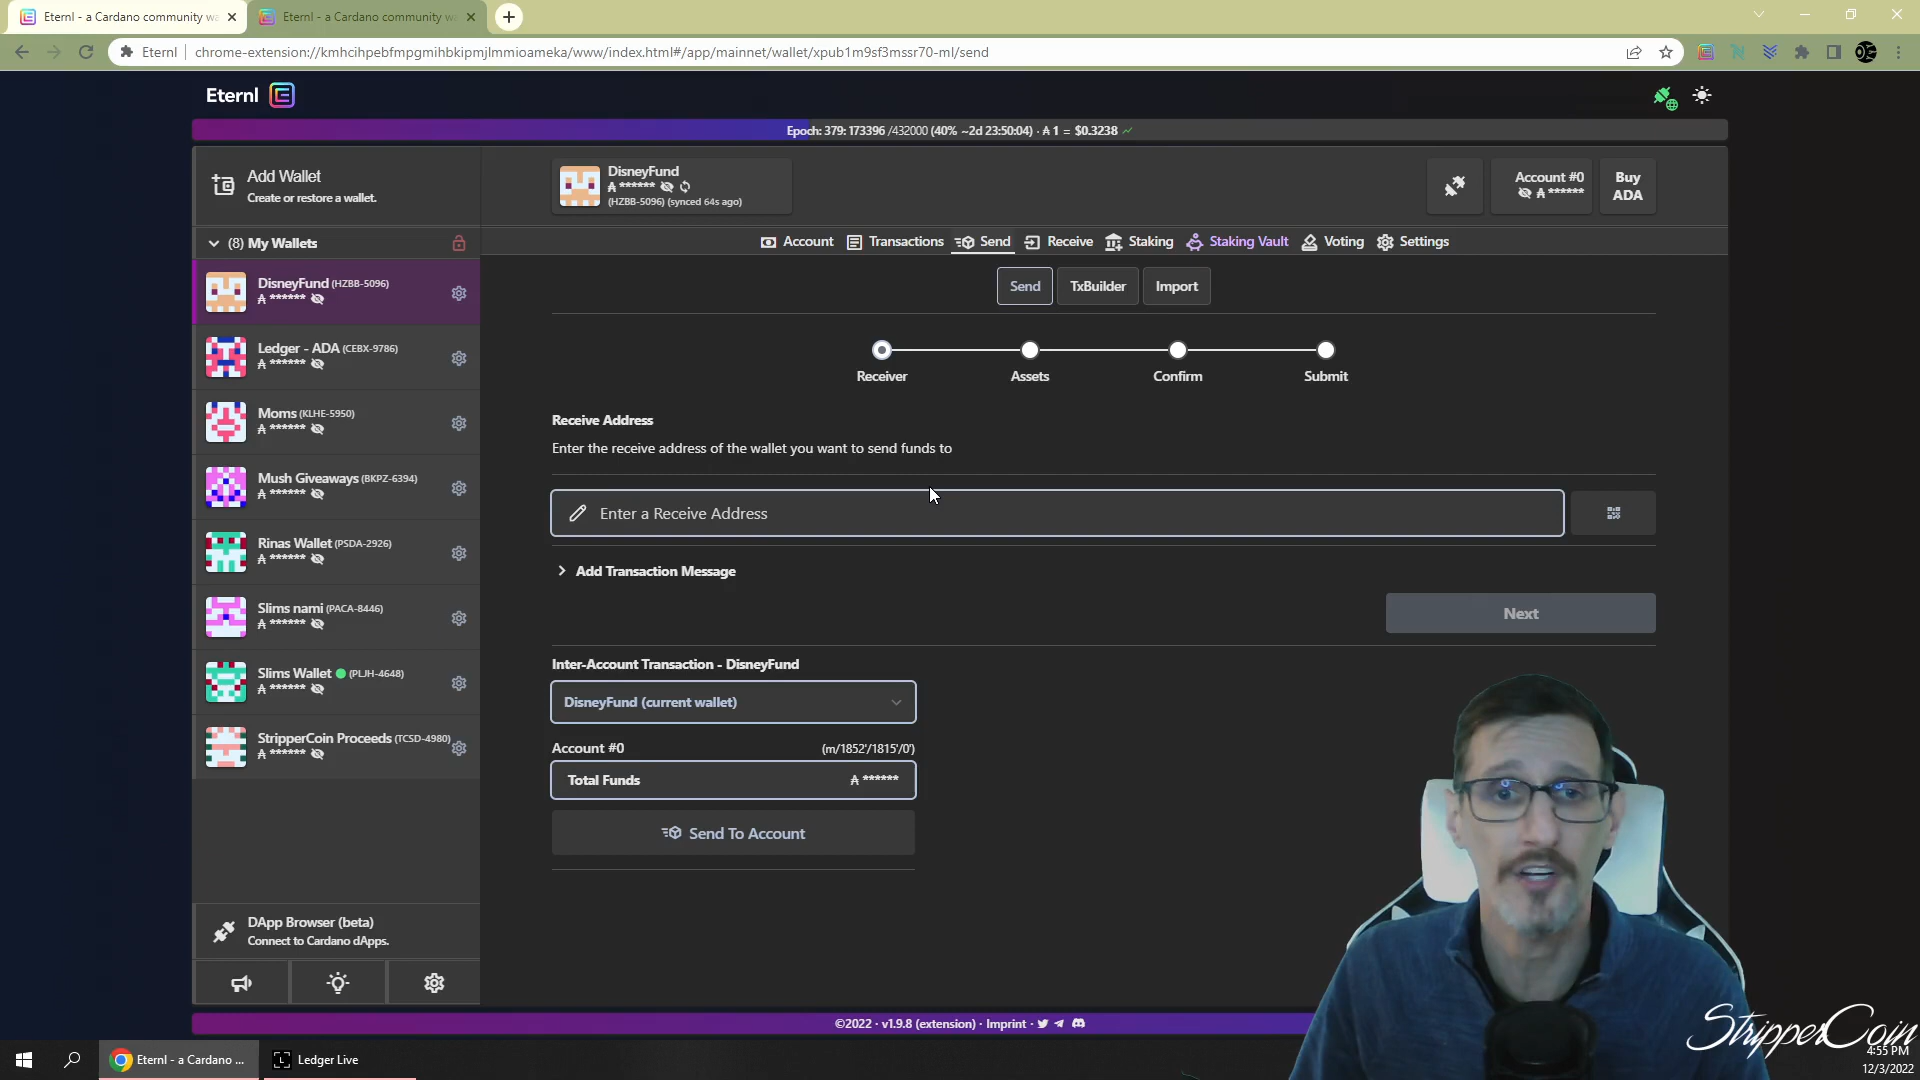 Eternl - a Cardano community wa
Eternl - a Cardano community wa
Eternl
chrome-extension://kmhcihpebfmpgmihbkipmjlmmioameka/www/index.html#/app/mainnet/wallet/xpub1m9sf3mssr70-ml/send
Eternl
Epoch: 379: 173396 /432000 (40% ~2d 23:50:04) · ₳ 1 = $0.3238
Add Wallet
Create or restore a wallet.
DisneyFund
₳ ******
(HZBB-5096) (synced 64s ago)
Account #0
₳ ******
Buy
ADA
(8) My Wallets
Account
Transactions
Send
Receive
Staking
Staking Vault
Voting
Settings
DisneyFund (HZBB-5096)
₳ ******
Ledger - ADA (CEBX-9786)
₳ ******
Moms (KLHE-5950)
₳ ******
Mush Giveaways (BKPZ-6394)
₳ ******
Rinas Wallet (PSDA-2926)
₳ ******
Slims nami (PACA-8446)
₳ ******
Slims Wallet (PLJH-4648)
₳ ******
StripperCoin Proceeds (TCSD-4980)
₳ ******
DApp Browser (beta)
Connect to Cardano dApps.
Send
TxBuilder
Import
Receiver
Assets
Confirm
Submit
Receive Address
Enter the receive address of the wallet you want to send funds to
Enter a Receive Address
Add Transaction Message
Next
Inter-Account Transaction - DisneyFund
DisneyFund (current wallet)
Account #0
(m/1852'/1815'/0')
Total Funds
₳ ******
Send To Account
©2022 · v1.9.8 (extension) · Imprint ·
StripperCoin
Eternl - a Cardano ...
Ledger Live
4:55 PM
12/3/2022